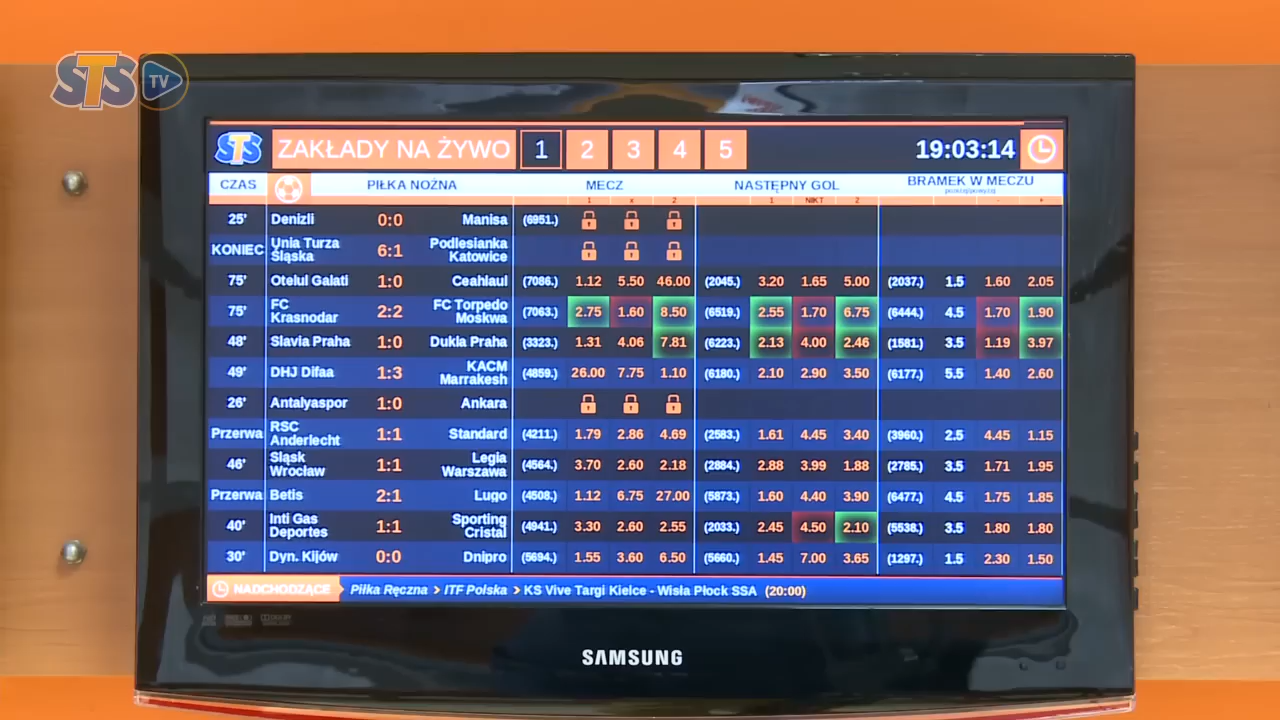 STS TV
STS ZAKŁADY NA ŻYWO 1 2 3 4 5 19:03:14
CZAS PIŁKA NOŻNA MECZ NASTĘPNY GOL BRAMEK W MECZU
1 x 2 1 NIKT 2 - +
25' Denizli 0:0 Manisa (6951.)
KONIEC Unia Turza Śląska 6:1 Podlesianka Katowice
75' Otelul Galati 1:0 Ceahlaul (7086.) 1.12 5.50 46.00 (2045.) 3.20 1.65 5.00 (2037.) 1.5 1.60 2.05
75' FC Krasnodar 2:2 FC Torpedo Moskwa (7063.) 2.75 1.60 8.50 (6519.) 2.55 1.70 6.75 (6444.) 4.5 1.70 1.90
48' Slavia Praha 1:0 Dukla Praha (3323.) 1.31 4.06 7.81 (6223.) 2.13 4.00 2.46 (1581.) 3.5 1.19 3.97
49' DHJ Difaa 1:3 KACM Marrakesh (4859.) 26.00 7.75 1.10 (6180.) 2.10 2.90 3.50 (6177.) 5.5 1.40 2.60
26' Antalyaspor 1:0 Ankara
Przerwa RSC Anderlecht 1:1 Standard (4211.) 1.79 2.86 4.69 (2583.) 1.61 4.45 3.40 (3960.) 2.5 4.45 1.15
46' Śląsk Wrocław 1:1 Legia Warszawa (4564.) 3.70 2.60 2.18 (2884.) 2.88 3.99 1.88 (2785.) 3.5 1.71 1.95
Przerwa Betis 2:1 Lugo (4508.) 1.12 6.75 27.00 (5873.) 1.60 4.40 3.90 (6477.) 4.5 1.75 1.85
40' Inti Gas Deportes 1:1 Sporting Cristal (4941.) 3.30 2.60 2.55 (2033.) 2.45 4.50 2.10 (5538.) 3.5 1.80 1.80
30' Dyn. Kijów 0:0 Dnipro (5694.) 1.55 3.60 6.50 (5660.) 1.45 7.00 3.65 (1297.) 1.5 2.30 1.50
NADCHODZĄCE Piłka Ręczna > ITF Polska > KS Vive Targi Kielce - Wisła Płock SSA (20:00)
SAMSUNG